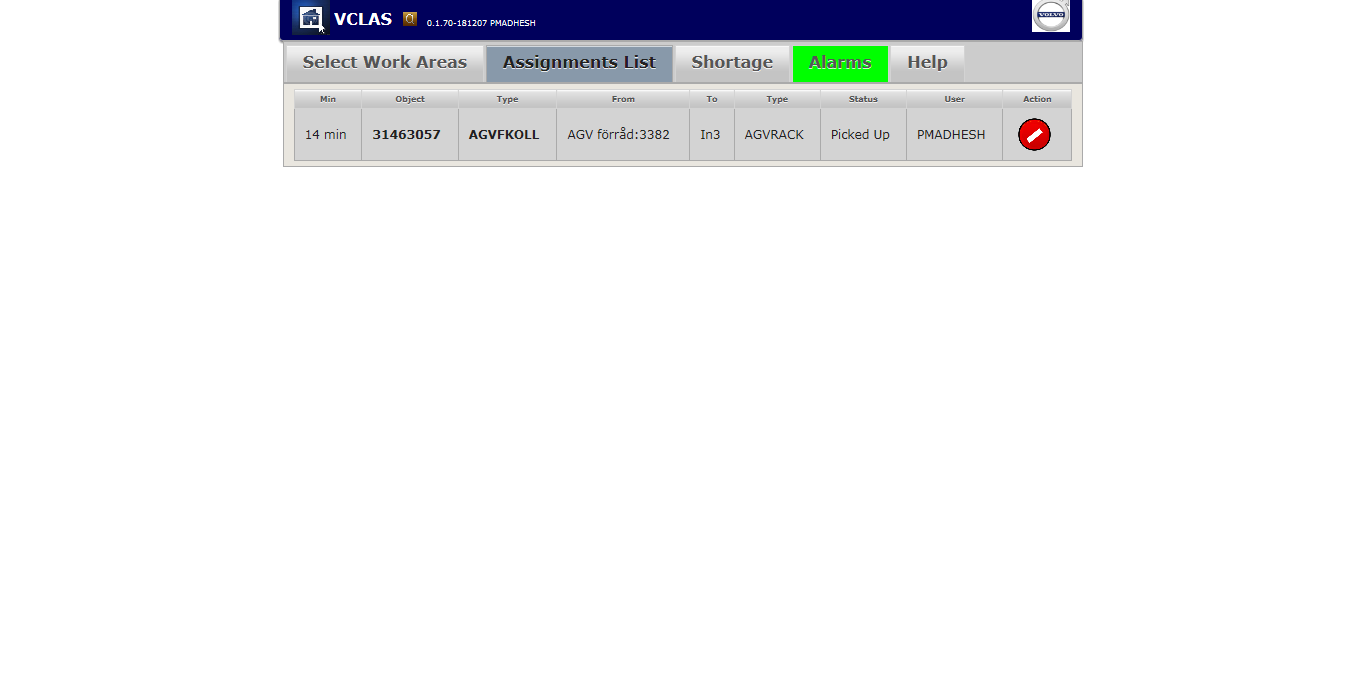 VCLAS α 0.1.70-181207 PMADHESH
VOLVO
Select Work Areas Assignments List Shortage Alarms Help
Min Object Type From To Type Status User Action
14 min 31463057 AGVFKOLL AGV förråd:3382 In3 AGVRACK Picked Up PMADHESH